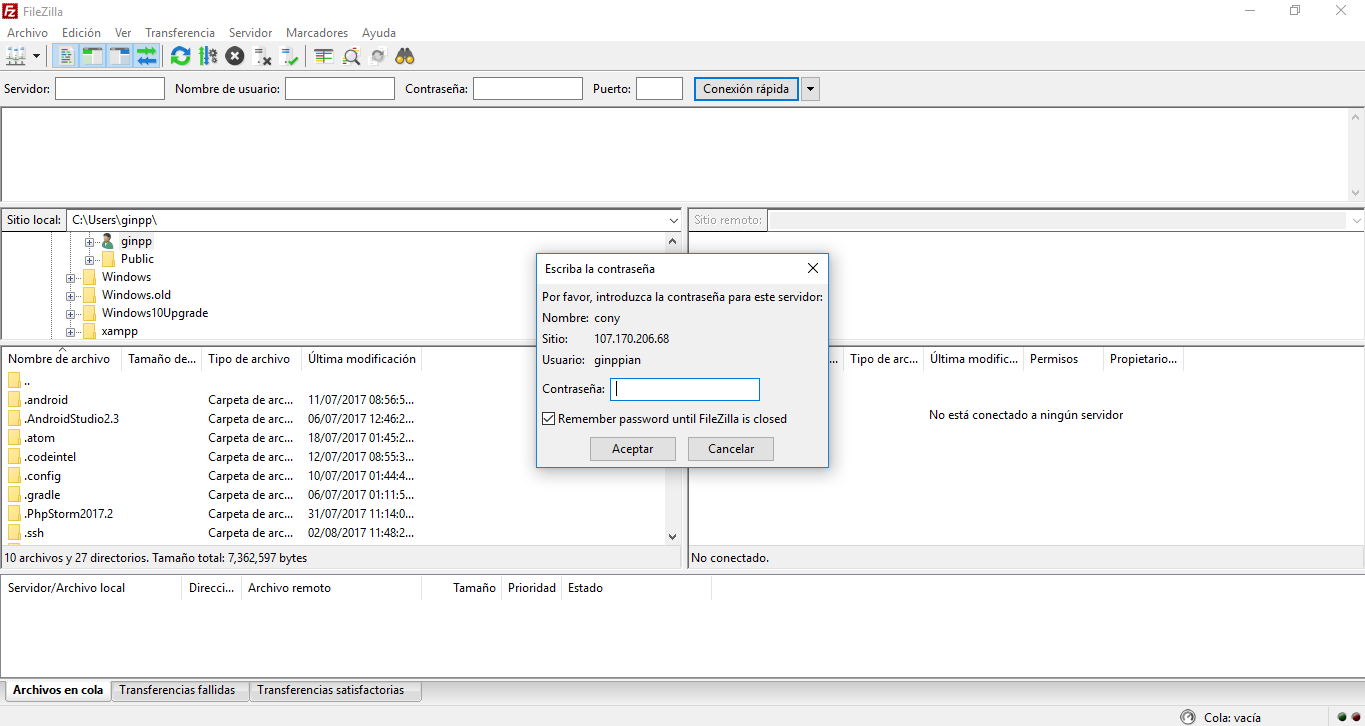 FileZilla
Archivo Edición Ver Transferencia Servidor Marcadores Ayuda
Servidor: Nombre de usuario: Contraseña: Puerto: Conexión rápida
Sitio local: C:\Users\ginpp\
Sitio remoto:
ginpp
Public
Windows
Windows.old
Windows10Upgrade
xampp
Nombre de archivo Tamaño de... Tipo de archivo Última modificación
..
.android Carpeta de arc... 11/07/2017 08:56:5...
.AndroidStudio2.3 Carpeta de arc... 06/07/2017 12:46:2...
.atom Carpeta de arc... 18/07/2017 01:45:2...
.codeintel Carpeta de arc... 12/07/2017 08:55:3...
.config Carpeta de arc... 10/07/2017 01:44:4...
.gradle Carpeta de arc... 06/07/2017 01:11:5...
.PhpStorm2017.2 Carpeta de arc... 31/07/2017 11:14:0...
.ssh Carpeta de arc... 02/08/2017 11:48:2...
10 archivos y 27 directorios. Tamaño total: 7,362,597 bytes
Escriba la contraseña
Por favor, introduzca la contraseña para este servidor:
Nombre: cony
Sitio: 107.170.206.68
Usuario: ginppian
Contraseña:
Remember password until FileZilla is closed
Aceptar Cancelar
... Tipo de arc... Última modific... Permisos Propietario...
No está conectado a ningún servidor
No conectado.
Servidor/Archivo local Direcci... Archivo remoto Tamaño Prioridad Estado
Archivos en cola Transferencias fallidas Transferencias satisfactorias
Cola: vacía